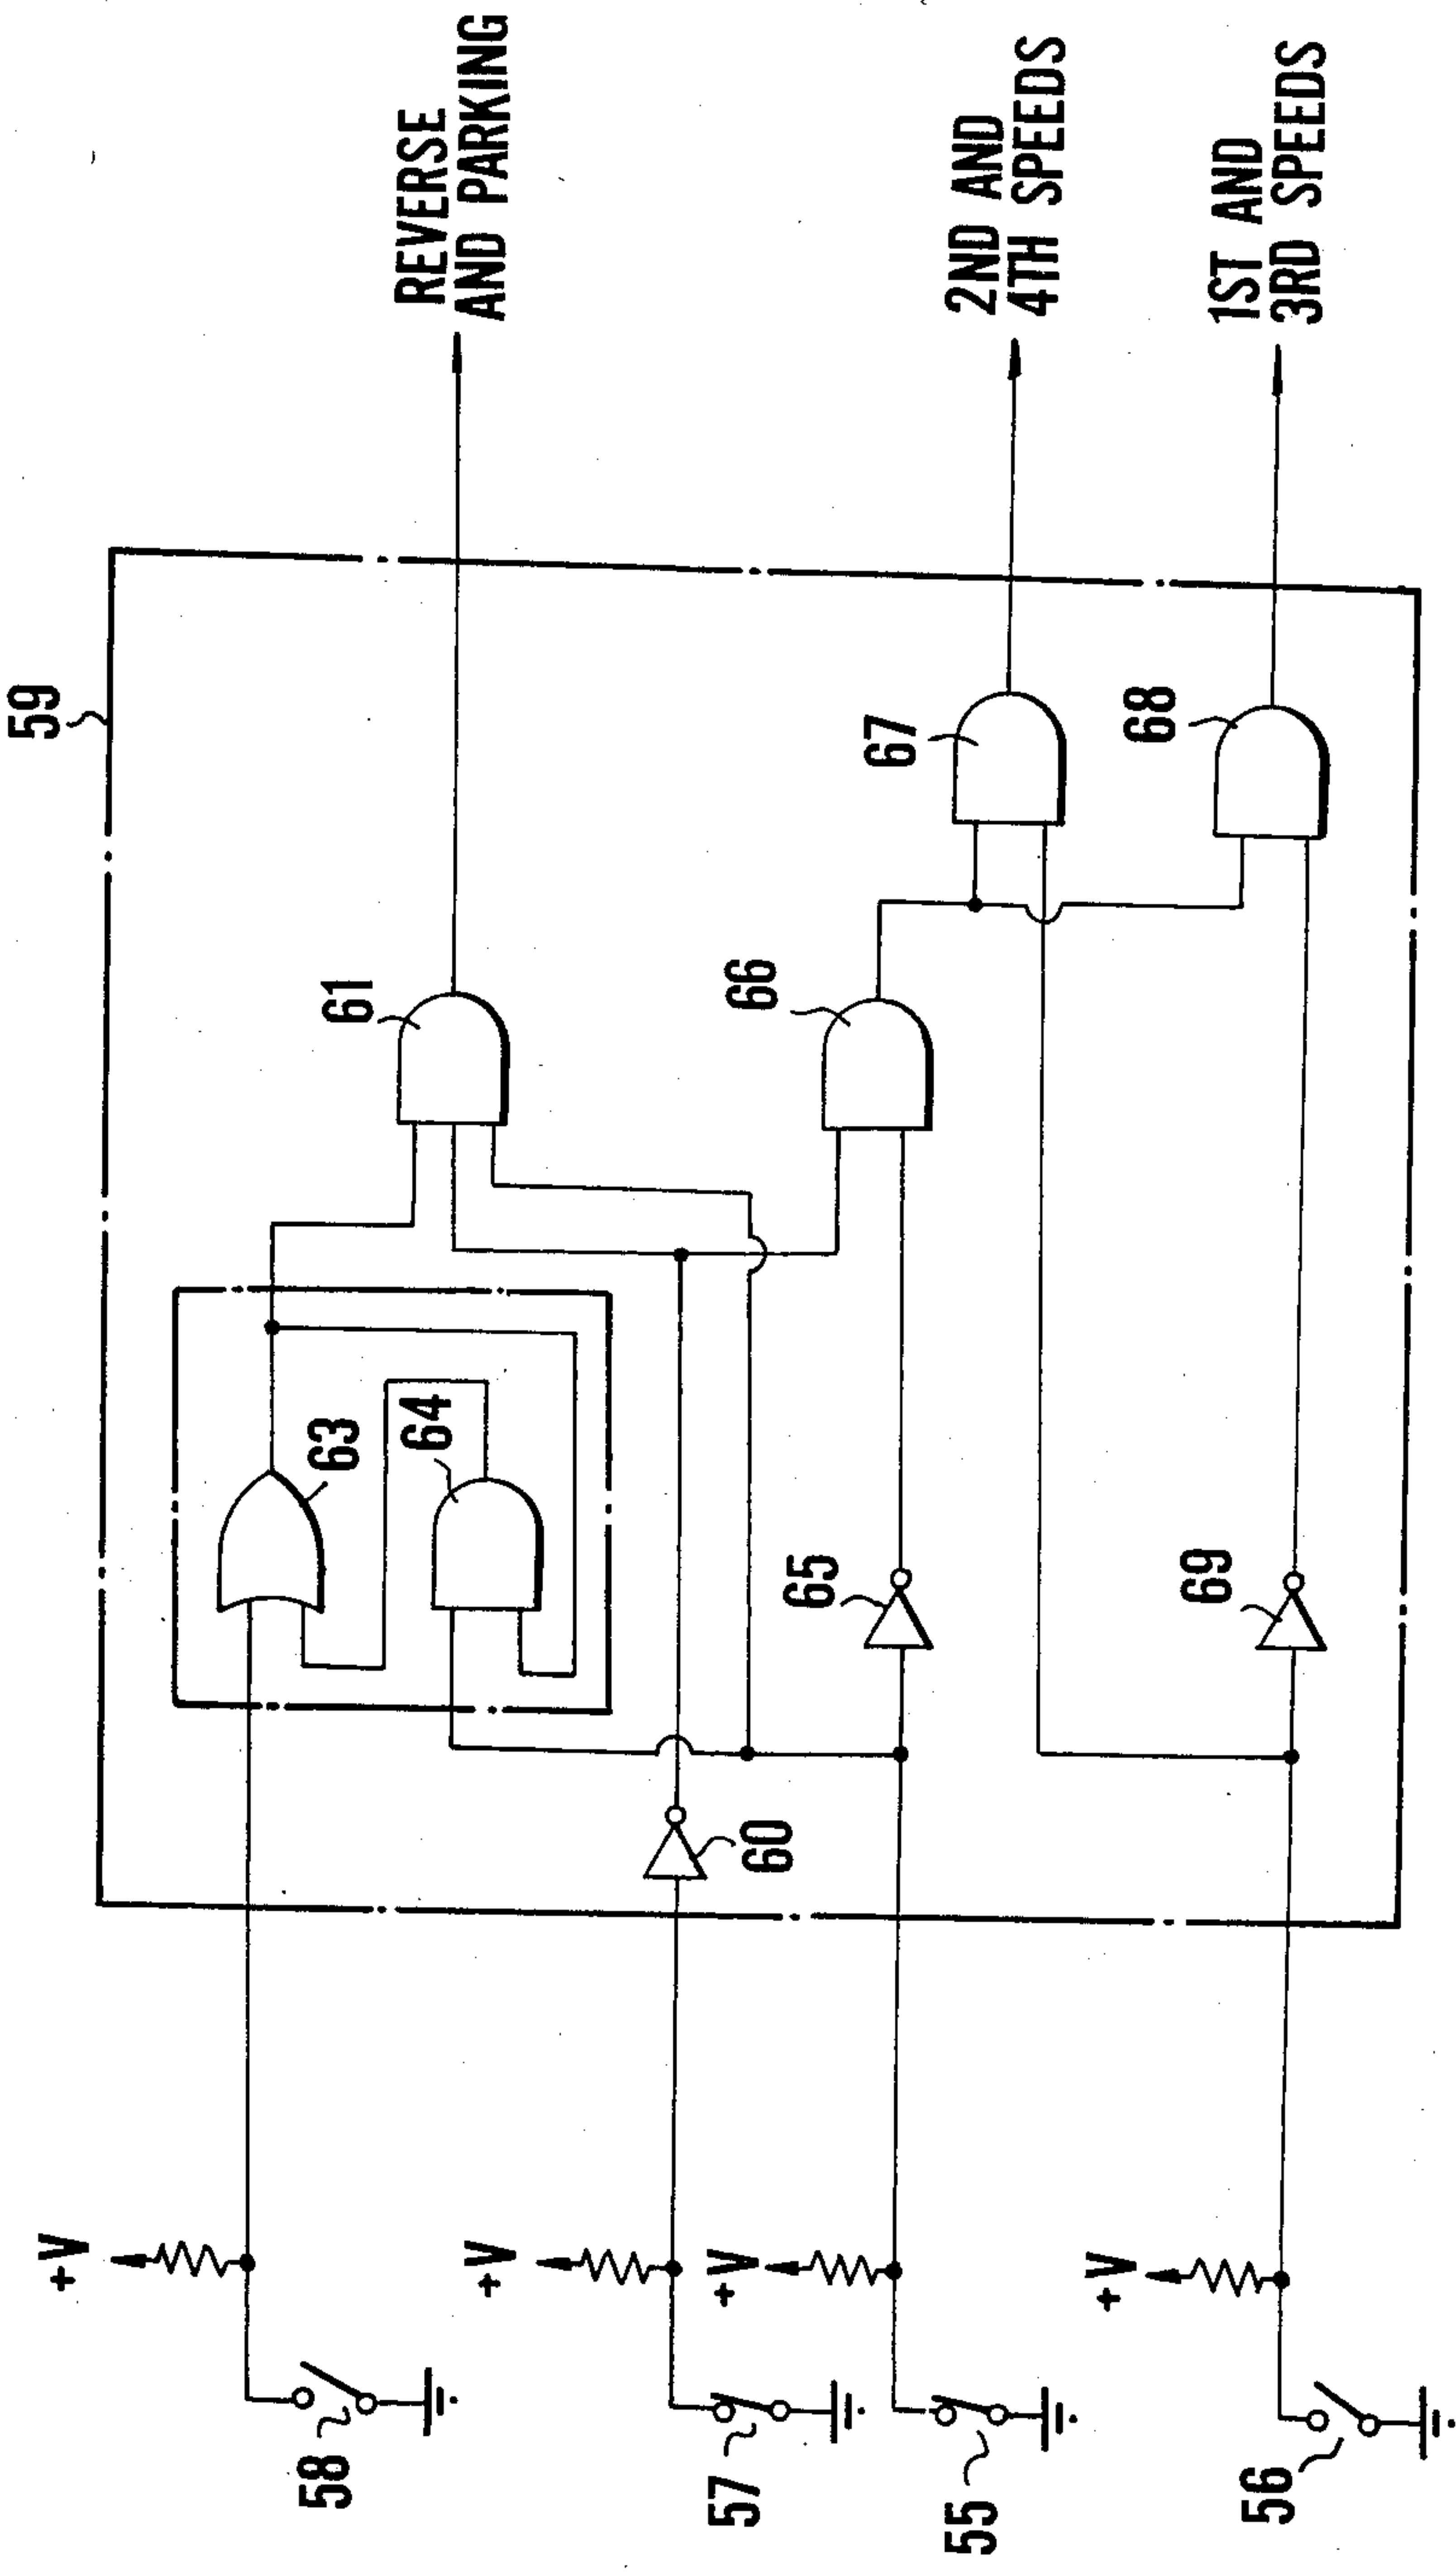 59
REVERSE
AND PARKING
61
63
64
+V
58
60
66
+V
57
65
67
2ND AND
4TH SPEEDS
+V
55
68
69
1ST AND
3RD SPEEDS
+V
56